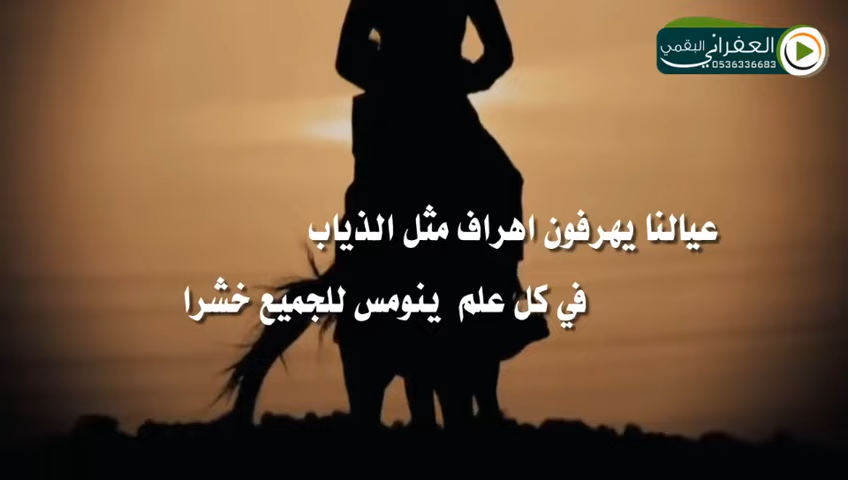 العفراني البقمي
0536336683
عيالنا يهرفون اهراف مثل الذياب
في كل علم ينومس للجميع خشرا